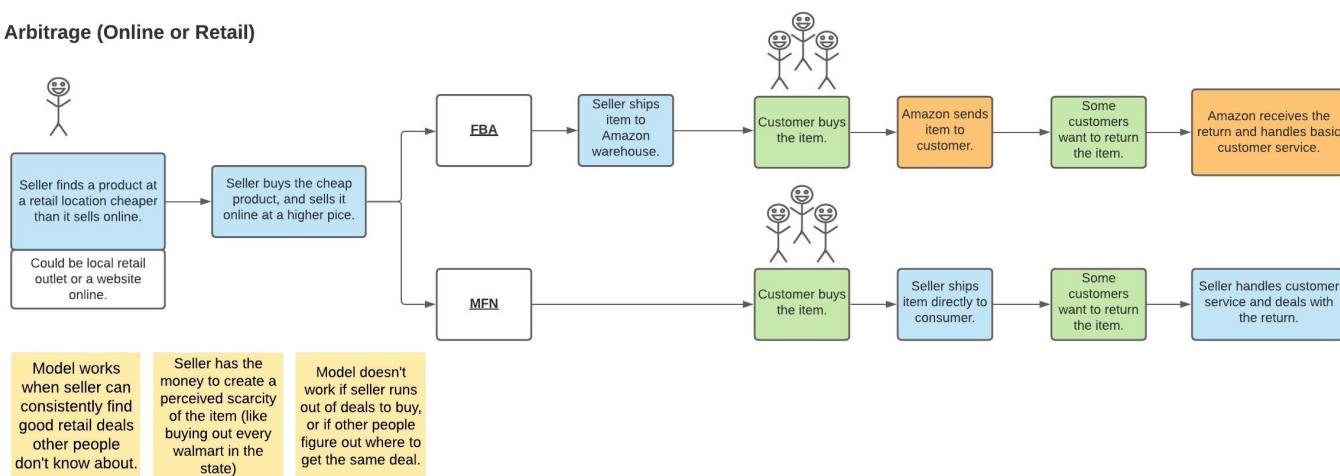 Arbitrage (Online or Retail)
Seller finds a product at
a retail location cheaper
than it sells online.
Could be local retail
outlet or a website
online.
Seller buys the cheap
product, and sells it
online at a higher pice.
FBA
Seller ships
item to
Amazon
warehouse.
Customer buys
the item.
Amazon sends
item to
customer.
Some
customers
want to return
the item.
Amazon receives the
return and handles basic
customer service.
MFN
Customer buys
the item.
Seller ships
item directly to
consumer.
Some
customers
want to return
the item.
Seller handles customer
service and deals with
the return.
Model works
when seller can
consistently find
good retail deals
other people
don't know about.
Seller has the
money to create a
perceived scarcity
of the item (like
buying out every
walmart in the
state)
Model doesn't
work if seller runs
out of deals to buy,
or if other people
figure out where to
get the same deal.